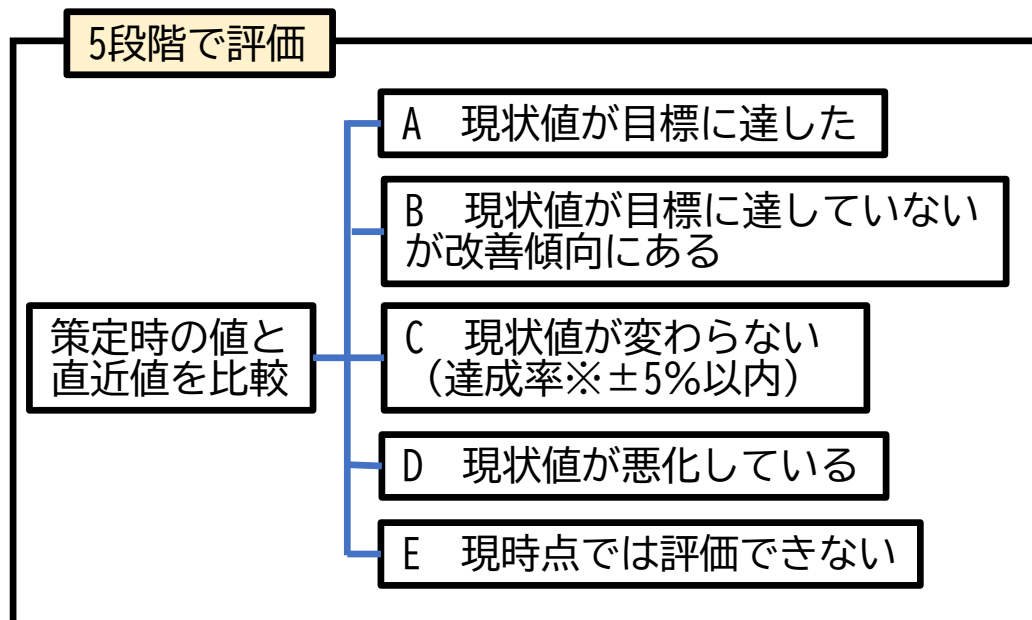 5段階で評価
A　現状値が目標に達した
B　現状値が目標に達していない
が改善傾向にある
策定時の値と
直近値を比較
C　現状値が変わらない
（達成率※±5%以内）
D　現状値が悪化している
E　現時点では評価できない